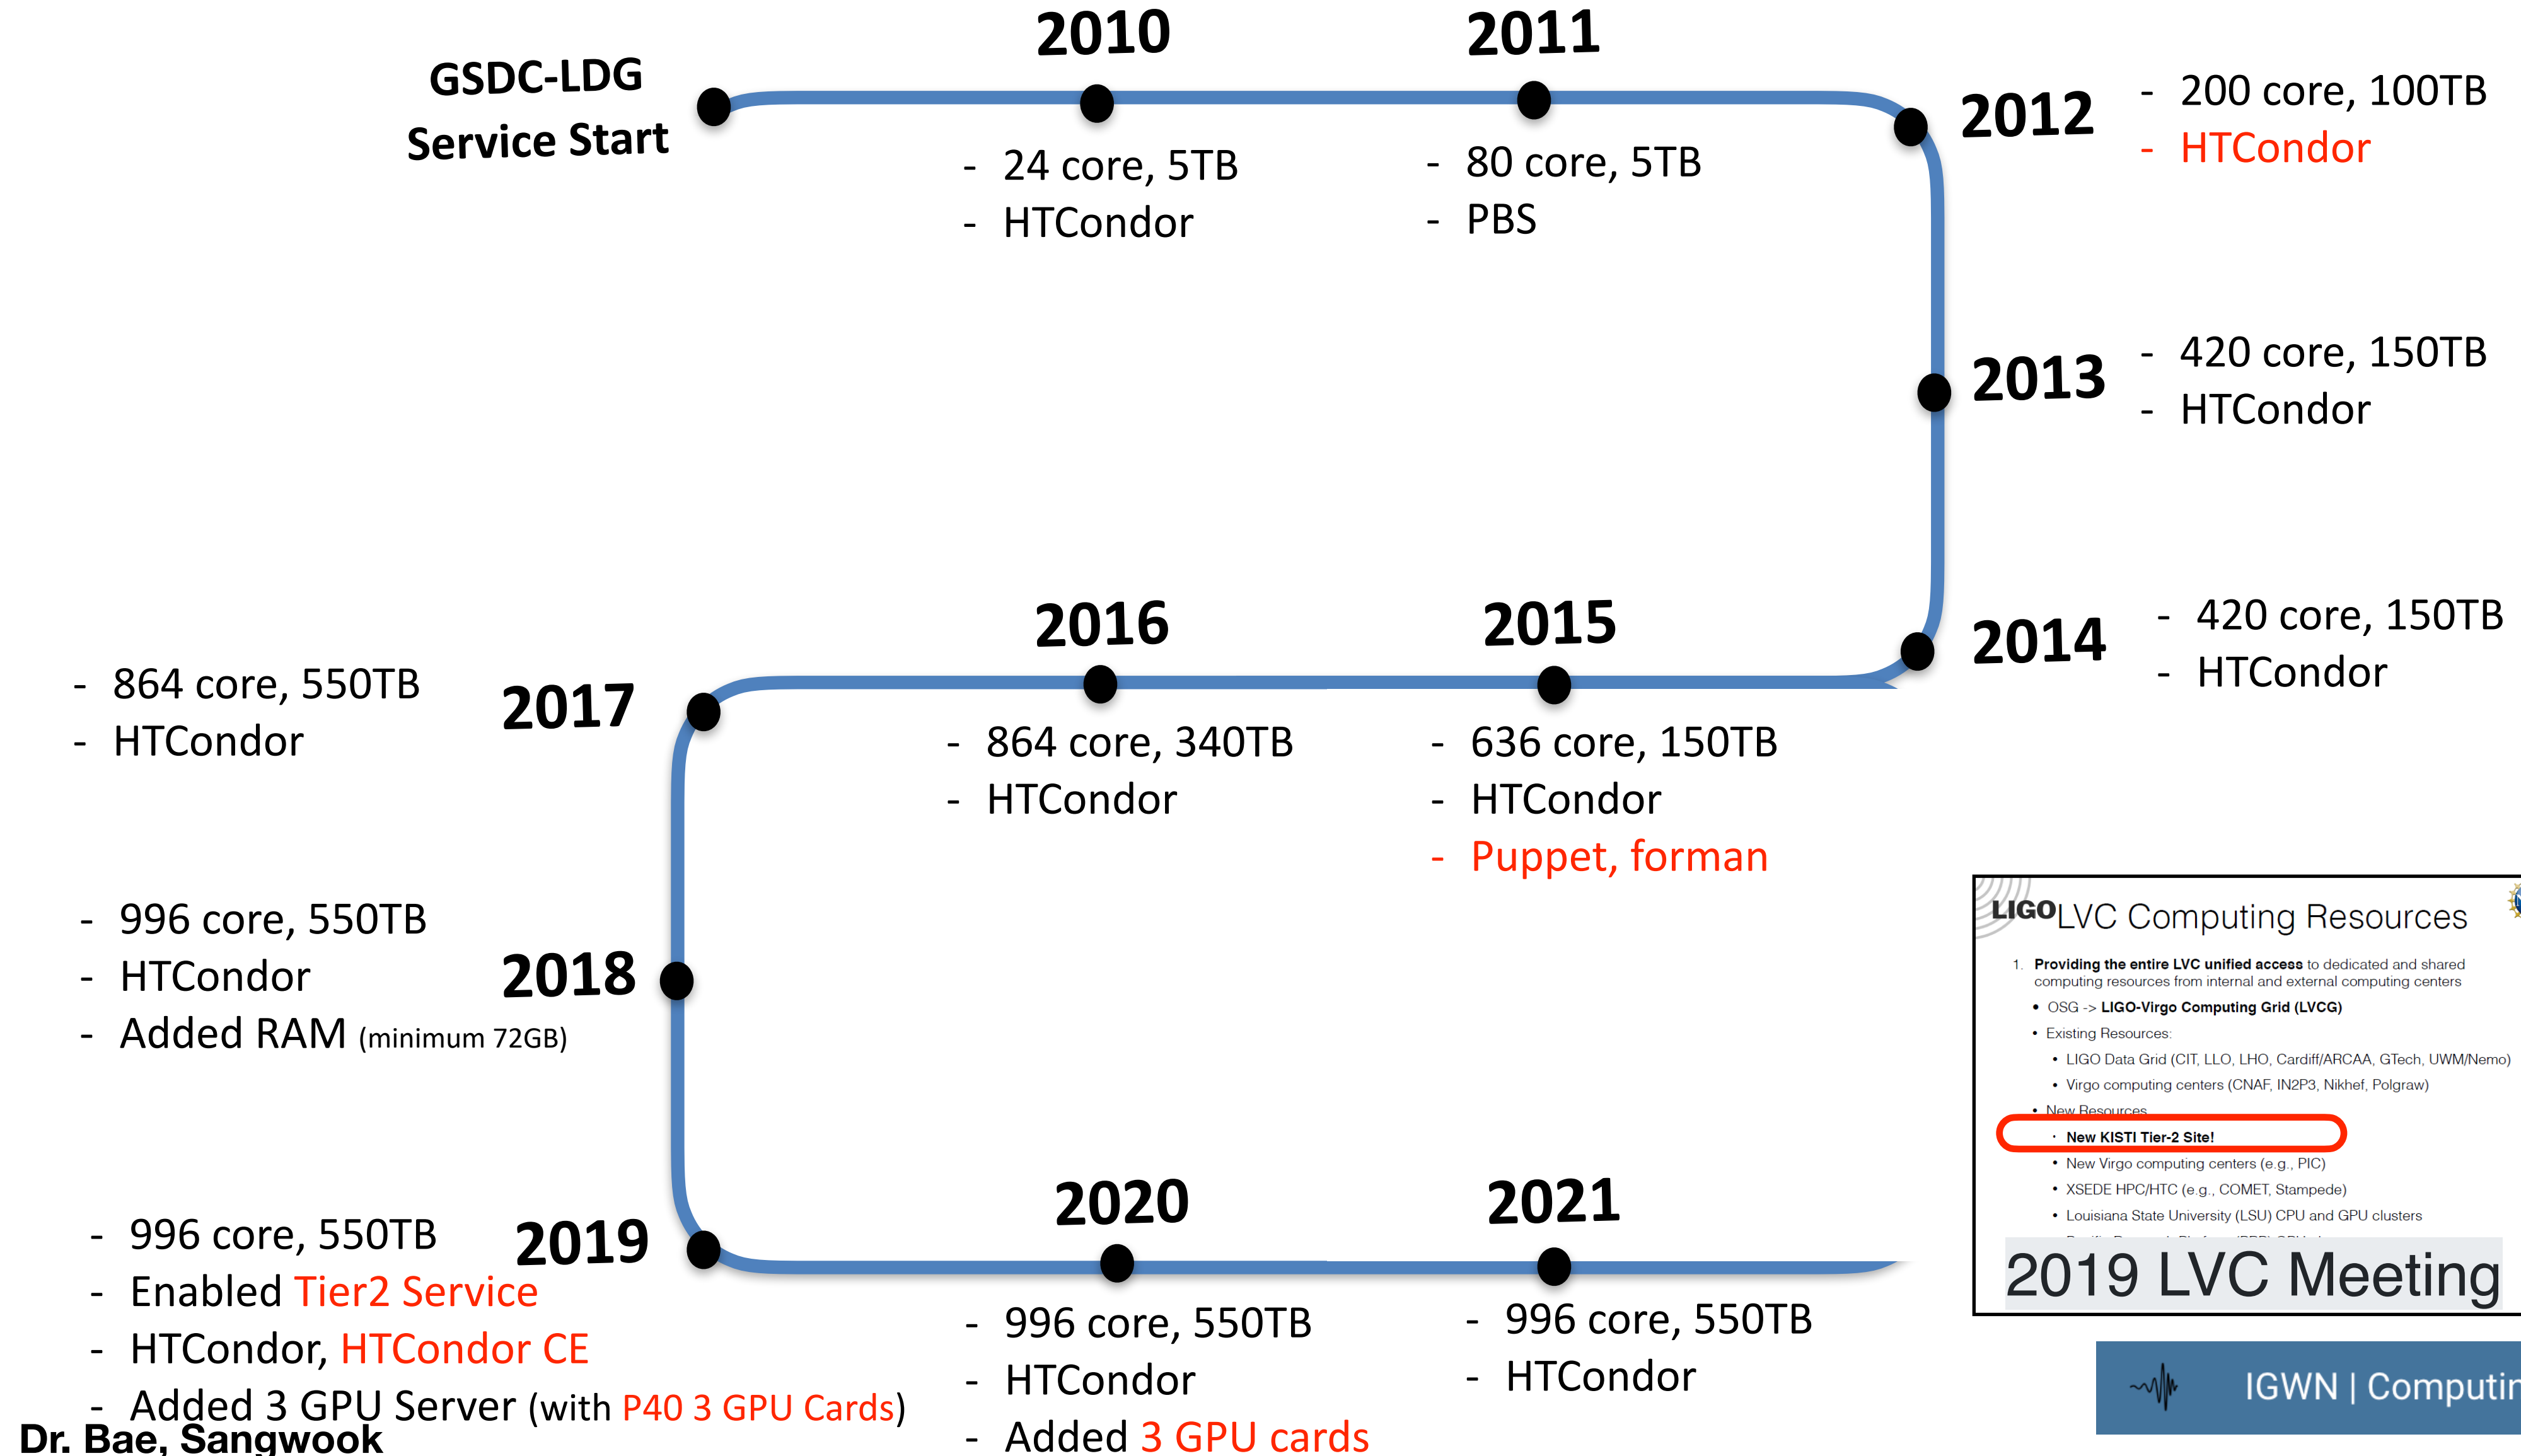 GSDC-LDG
Service Start
2010
- 24 core, 5TB
- HTCondor
2011
- 80 core, 5TB
- PBS
2012
- 200 core, 100TB
- HTCondor
2013
- 420 core, 150TB
- HTCondor
2014
- 420 core, 150TB
- HTCondor
2015
- 636 core, 150TB
- HTCondor
- Puppet, forman
2016
- 864 core, 340TB
- HTCondor
2017
- 864 core, 550TB
- HTCondor
2018
- 996 core, 550TB
- HTCondor
- Added RAM (minimum 72GB)
2019
- 996 core, 550TB
- Enabled Tier2 Service
- HTCondor, HTCondor CE
- Added 3 GPU Server (with P40 3 GPU Cards)
2020
- 996 core, 550TB
- HTCondor
- Added 3 GPU cards
2021
- 996 core, 550TB
- HTCondor
LIGO LVC Computing Resources
1. Providing the entire LVC unified access to dedicated and shared
computing resources from internal and external computing centers
• OSG -> LIGO-Virgo Computing Grid (LVCG)
• Existing Resources:
• LIGO Data Grid (CIT, LLO, LHO, Cardiff/ARCAA, GTech, UWM/Nemo)
• Virgo computing centers (CNAF, IN2P3, Nikhef, Polgraw)
• New Resources
· New KISTI Tier-2 Site!
• New Virgo computing centers (e.g., PIC)
• XSEDE HPC/HTC (e.g., COMET, Stampede)
• Louisiana State University (LSU) CPU and GPU clusters
2019 LVC Meeting
IGWN | Computin
Dr. Bae, Sangwook